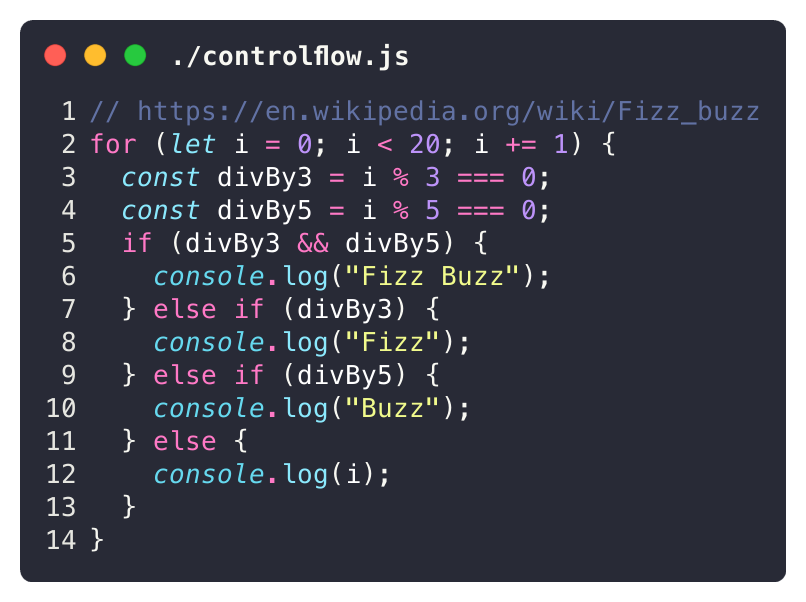 ./controlflow.js
1 // https://en.wikipedia.org/wiki/Fizz_buzz
2 for (let i = 0; i < 20; i += 1) {
3   const divBy3 = i % 3 === 0;
4   const divBy5 = i % 5 === 0;
5   if (divBy3 && divBy5) {
6     console.log("Fizz Buzz");
7   } else if (divBy3) {
8     console.log("Fizz");
9   } else if (divBy5) {
10     console.log("Buzz");
11   } else {
12     console.log(i);
13   }
14 }